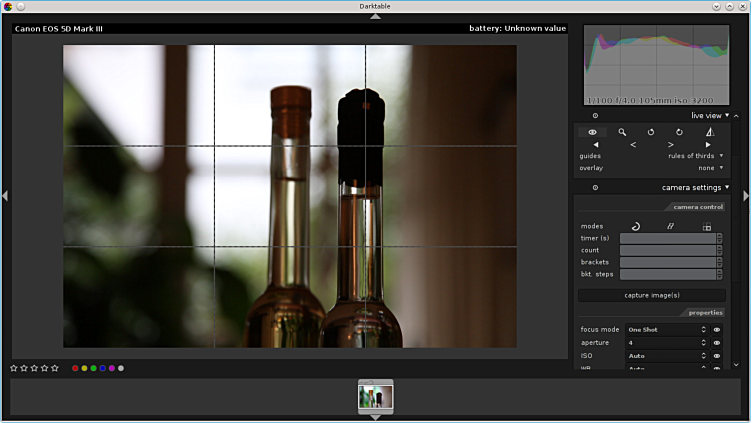 Darktable
Canon EOS 5D Mark III
battery: Unknown value
1/100 f/4.0 105mm iso 3200
live view
guides
rules of thirds
overlay
none
camera settings
camera control
modes
timer (s)
count
brackets
bkt. steps
capture image(s)
properties
focus mode One Shot
aperture 4
ISO Auto
WB Auto